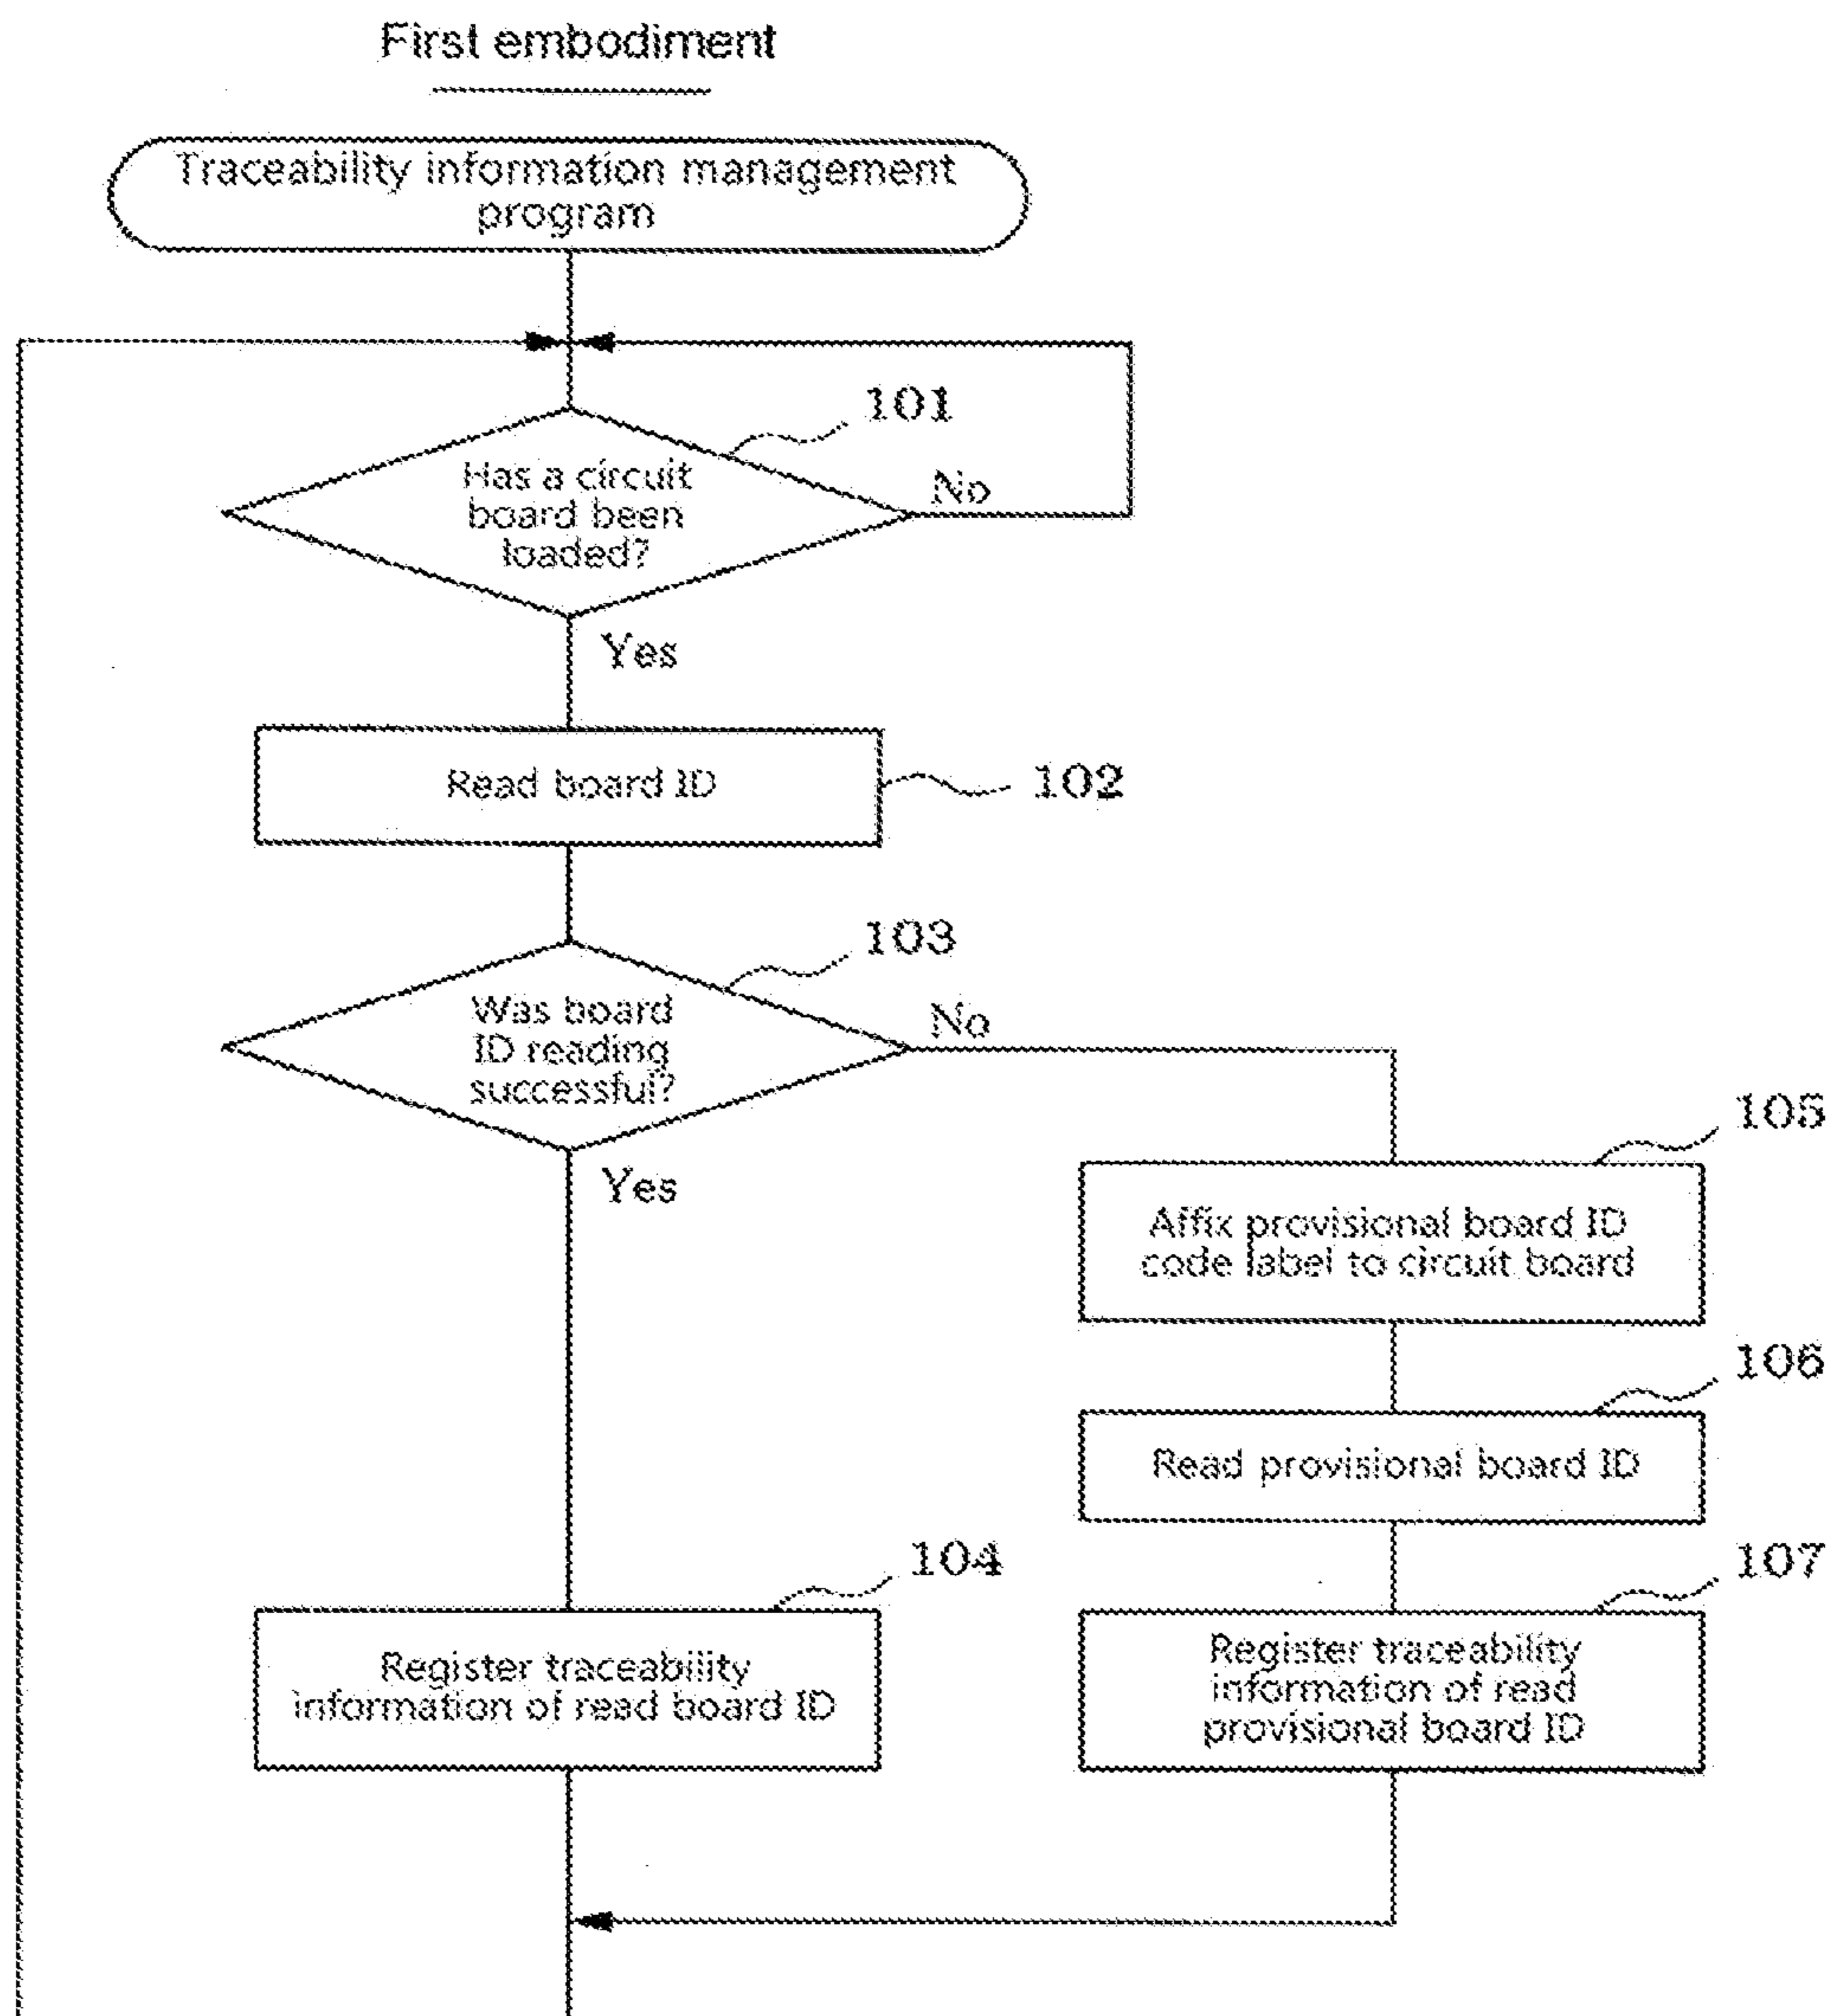 First embodiment
Traceability information management
program
101
Has a circuit
board been
loaded?
No
Yes
Read board ID
102
103
Was board
ID reading
successful?
No
Yes
105
Affix provisional board ID
code label to circuit board
106
Read provisional board ID
104
107
Register traceability
information of read board ID
Register traceability
information of read
provisional board ID